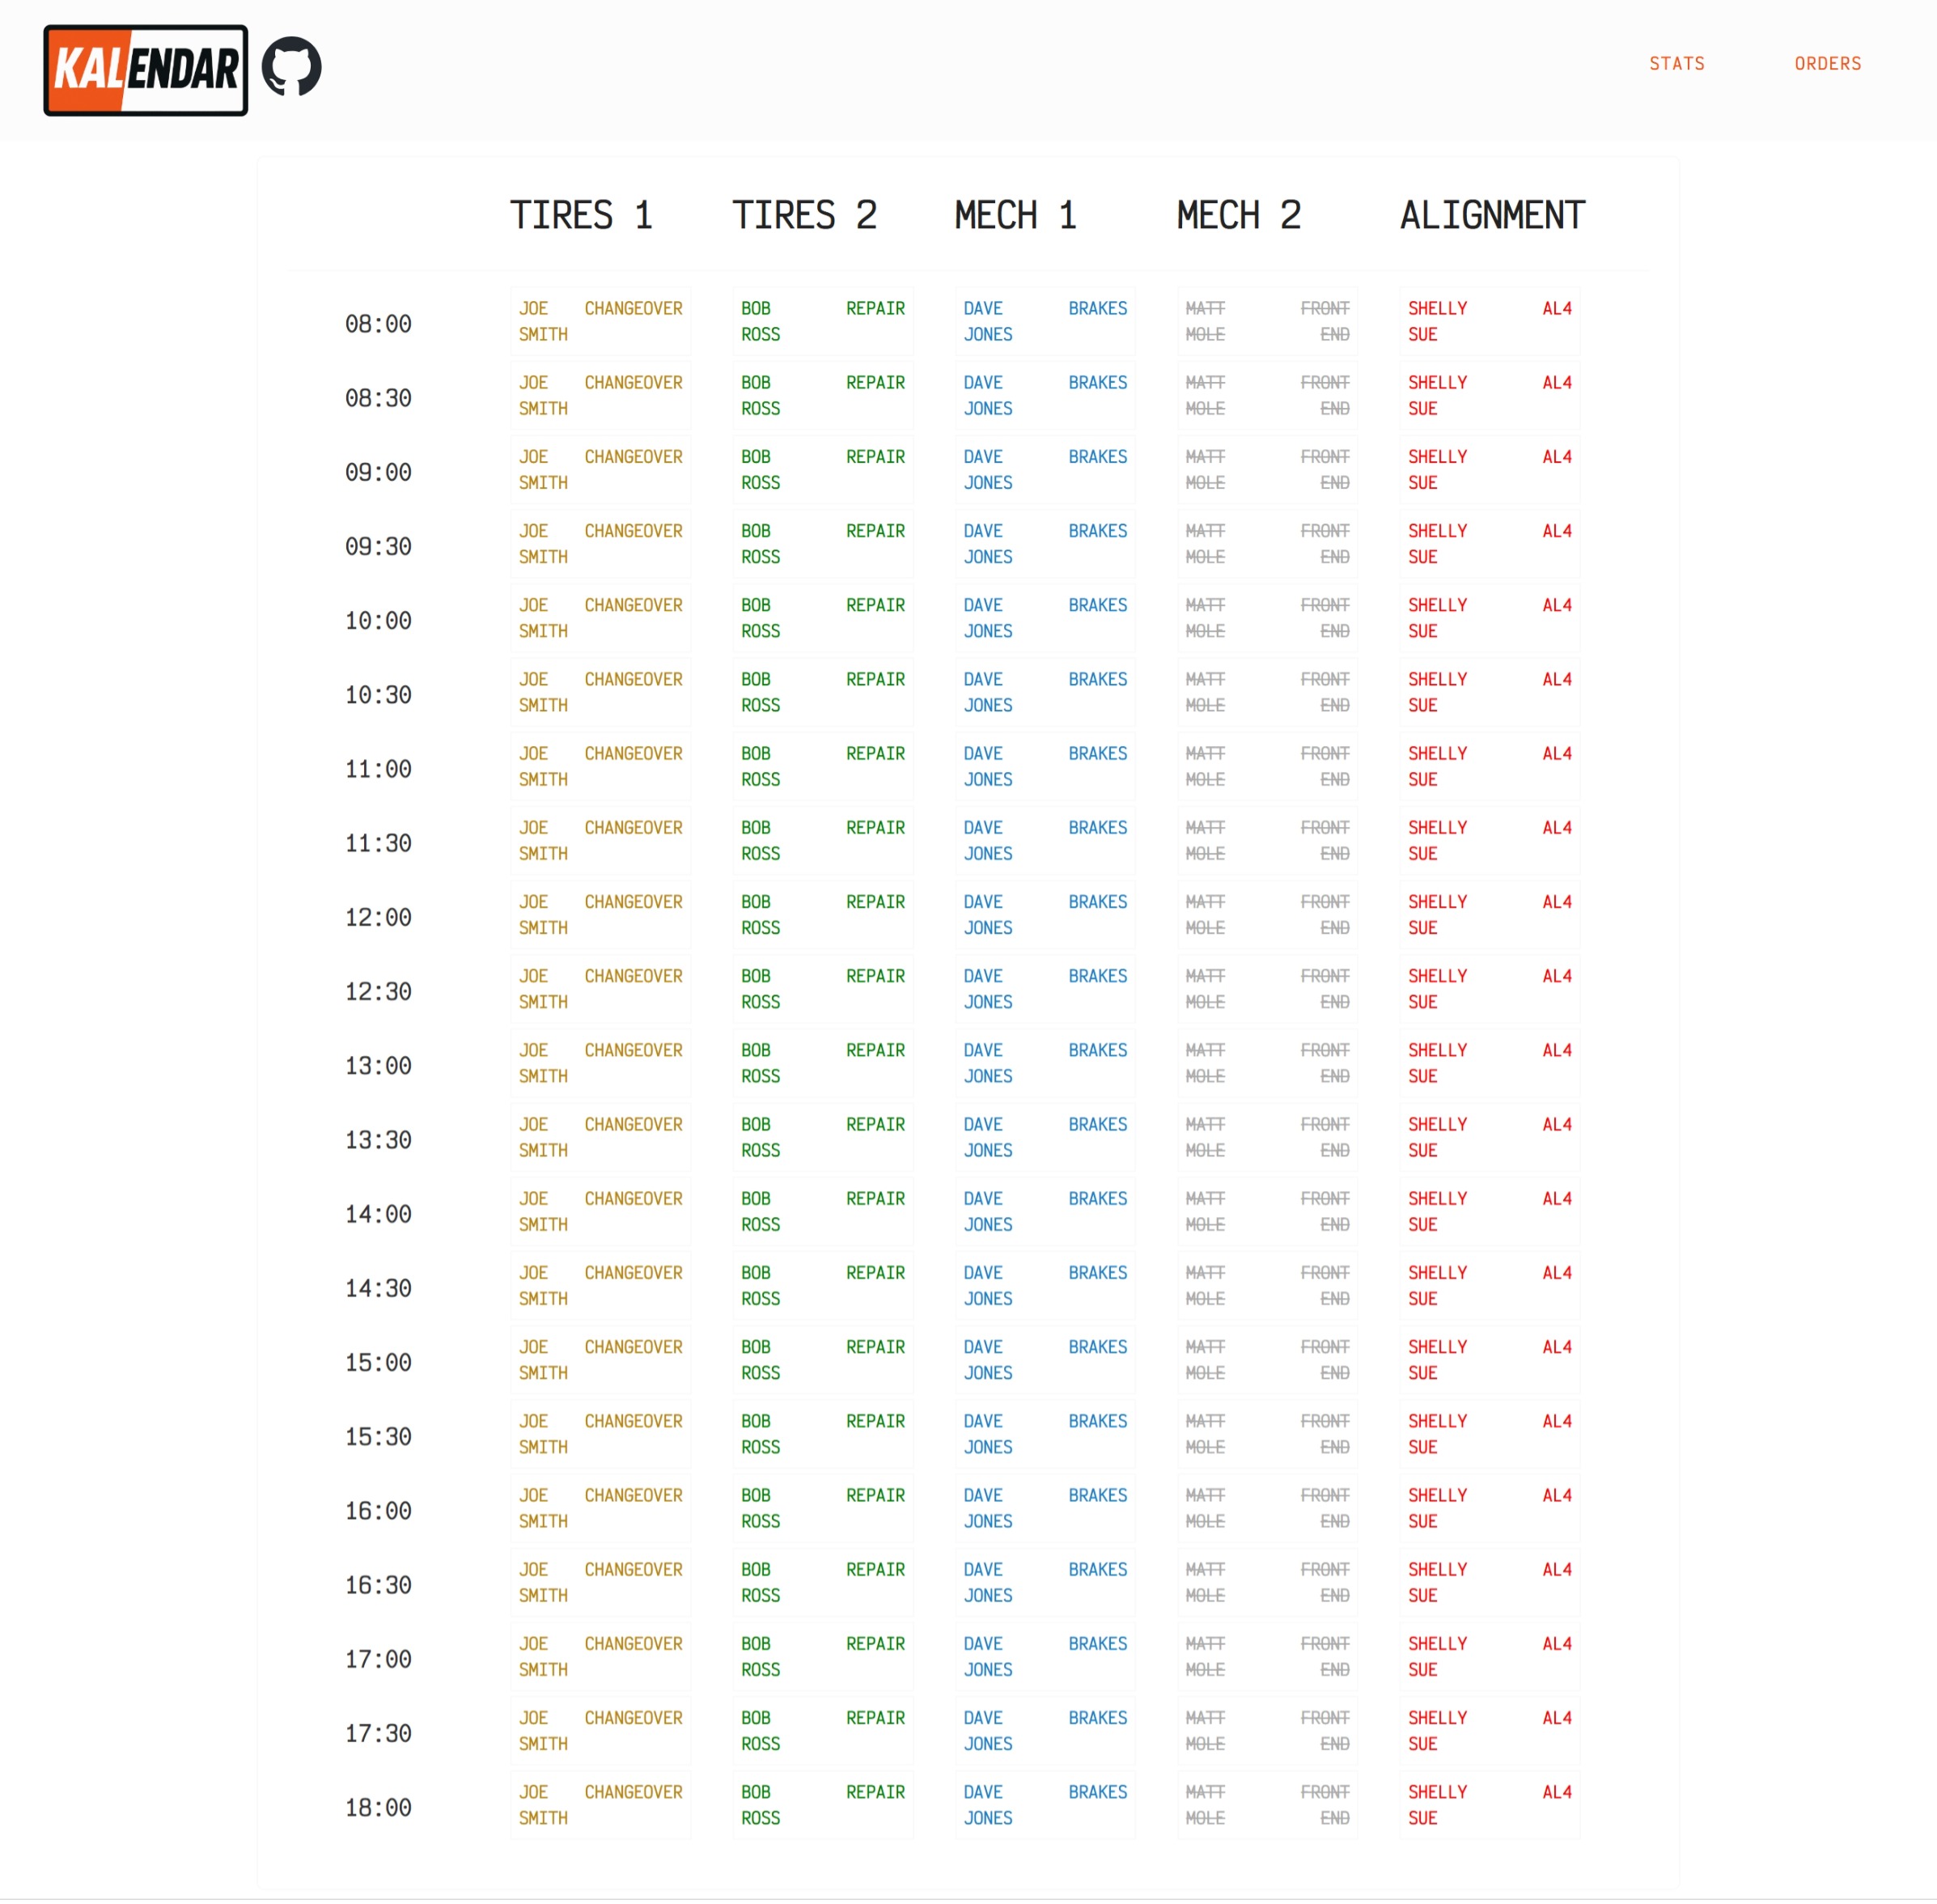 KALENDAR
STATS ORDERS
TIRES 1 TIRES 2 MECH 1 MECH 2 ALIGNMENT
08:00 JOE SMITH CHANGEOVER BOB ROSS REPAIR DAVE JONES BRAKES MATT MOLE FRONT END SHELLY SUE AL4
08:30 JOE SMITH CHANGEOVER BOB ROSS REPAIR DAVE JONES BRAKES MATT MOLE FRONT END SHELLY SUE AL4
09:00 JOE SMITH CHANGEOVER BOB ROSS REPAIR DAVE JONES BRAKES MATT MOLE FRONT END SHELLY SUE AL4
09:30 JOE SMITH CHANGEOVER BOB ROSS REPAIR DAVE JONES BRAKES MATT MOLE FRONT END SHELLY SUE AL4
10:00 JOE SMITH CHANGEOVER BOB ROSS REPAIR DAVE JONES BRAKES MATT MOLE FRONT END SHELLY SUE AL4
10:30 JOE SMITH CHANGEOVER BOB ROSS REPAIR DAVE JONES BRAKES MATT MOLE FRONT END SHELLY SUE AL4
11:00 JOE SMITH CHANGEOVER BOB ROSS REPAIR DAVE JONES BRAKES MATT MOLE FRONT END SHELLY SUE AL4
11:30 JOE SMITH CHANGEOVER BOB ROSS REPAIR DAVE JONES BRAKES MATT MOLE FRONT END SHELLY SUE AL4
12:00 JOE SMITH CHANGEOVER BOB ROSS REPAIR DAVE JONES BRAKES MATT MOLE FRONT END SHELLY SUE AL4
12:30 JOE SMITH CHANGEOVER BOB ROSS REPAIR DAVE JONES BRAKES MATT MOLE FRONT END SHELLY SUE AL4
13:00 JOE SMITH CHANGEOVER BOB ROSS REPAIR DAVE JONES BRAKES MATT MOLE FRONT END SHELLY SUE AL4
13:30 JOE SMITH CHANGEOVER BOB ROSS REPAIR DAVE JONES BRAKES MATT MOLE FRONT END SHELLY SUE AL4
14:00 JOE SMITH CHANGEOVER BOB ROSS REPAIR DAVE JONES BRAKES MATT MOLE FRONT END SHELLY SUE AL4
14:30 JOE SMITH CHANGEOVER BOB ROSS REPAIR DAVE JONES BRAKES MATT MOLE FRONT END SHELLY SUE AL4
15:00 JOE SMITH CHANGEOVER BOB ROSS REPAIR DAVE JONES BRAKES MATT MOLE FRONT END SHELLY SUE AL4
15:30 JOE SMITH CHANGEOVER BOB ROSS REPAIR DAVE JONES BRAKES MATT MOLE FRONT END SHELLY SUE AL4
16:00 JOE SMITH CHANGEOVER BOB ROSS REPAIR DAVE JONES BRAKES MATT MOLE FRONT END SHELLY SUE AL4
16:30 JOE SMITH CHANGEOVER BOB ROSS REPAIR DAVE JONES BRAKES MATT MOLE FRONT END SHELLY SUE AL4
17:00 JOE SMITH CHANGEOVER BOB ROSS REPAIR DAVE JONES BRAKES MATT MOLE FRONT END SHELLY SUE AL4
17:30 JOE SMITH CHANGEOVER BOB ROSS REPAIR DAVE JONES BRAKES MATT MOLE FRONT END SHELLY SUE AL4
18:00 JOE SMITH CHANGEOVER BOB ROSS REPAIR DAVE JONES BRAKES MATT MOLE FRONT END SHELLY SUE AL4